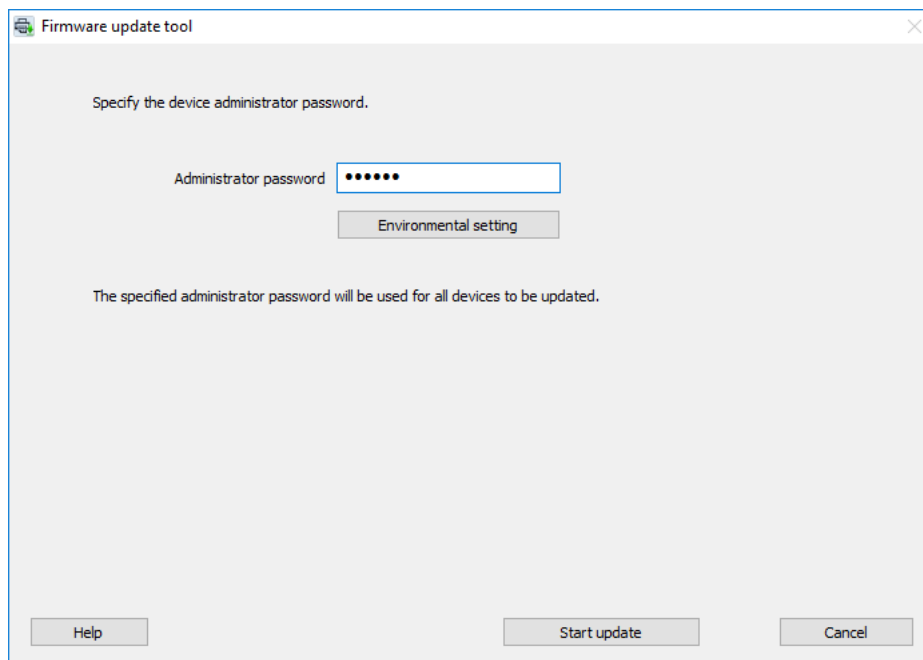 Firmware update tool
Specify the device administrator password.
Administrator password ••••••
Environmental setting
The specified administrator password will be used for all devices to be updated.
Help Start update Cancel